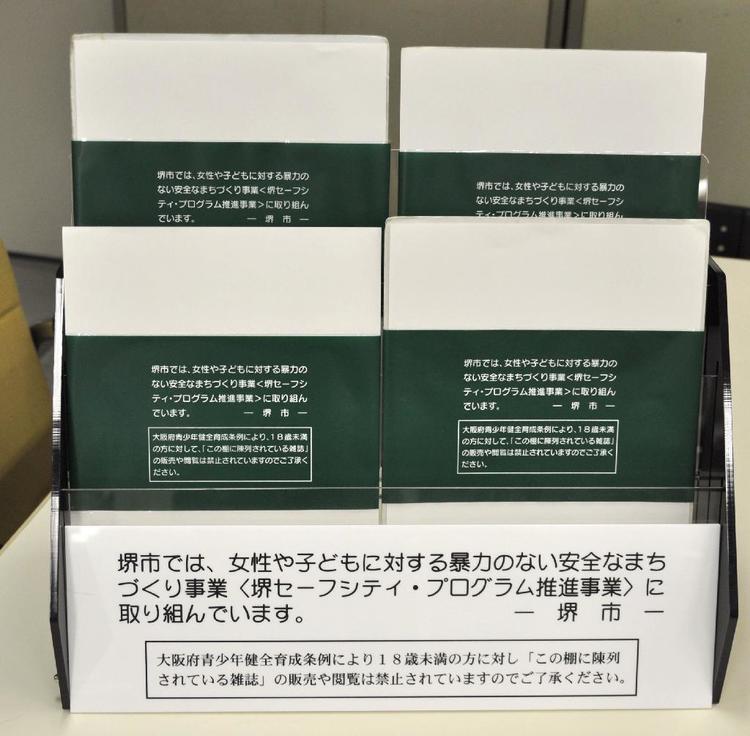 堺市では、女性や子どもに対する暴力の
ない安全なまちづくり事業<堺セーフシ
ティ・プログラム推進事業>に取り組ん
でいます。 ― 堺 市 ―
堺市では、女性や子どもに対する暴力の
ない安全なまちづくり事業<堺セーフシ
ティ・プログラム推進事業>に取り組ん
堺市では、女性や子どもに対する暴力の
ない安全なまちづくり事業<堺セーフシ
ティ・プログラム推進事業>に取り組ん
でいます。 ― 堺 市 ―
大阪府青少年健全育成条例により、18歳未満
の方に対して、「この棚に陳列されている雑誌」
の販売や閲覧は禁止されていますのでご了承く
ださい。
堺市では、女性や子どもに対する暴力の
ない安全なまちづくり事業<堺セーフシ
ティ・プログラム推進事業>に取り組ん
でいます。 ― 堺 市 ―
大阪府青少年健全育成条例により、18歳未満
の方に対して、「この棚に陳列されている雑誌」
の販売や閲覧は禁止されていますのでご了承く
ださい。
堺市では、女性や子どもに対する暴力のない安全なまち
づくり事業〈堺セーフシティ・プログラム推進事業〉に
取り組んでいます。 ― 堺 市 ―
大阪府青少年健全育成条例により18歳未満の方に対し「この棚に陳列
されている雑誌」の販売や閲覧は禁止されていますのでご了承ください。